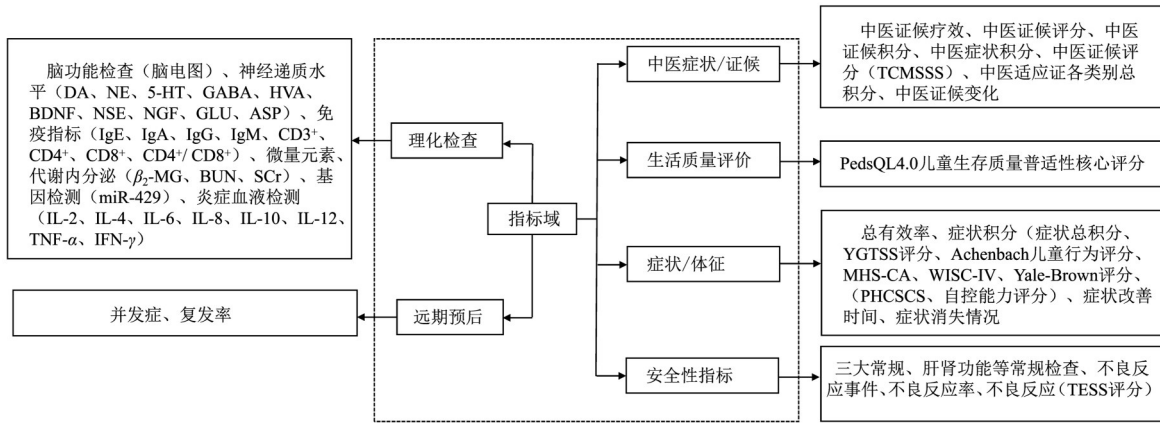 脑功能检查（脑电图）、神经递质水
平（DA、NE、5-HT、GABA、HVA、
BDNF、NSE、NGF、GLU、ASP）、免
疫指标（IgE、IgA、IgG、IgM、CD3⁺、
CD4⁺、CD8⁺、CD4⁺/ CD8⁺）、微量元素、
代谢内分泌（β₂-MG、BUN、SCr）、基
因检测（miR-429）、炎症血液检测
（IL-2、IL-4、IL-6、IL-8、IL-10、IL-12、
TNF-α、IFN-γ）
并发症、复发率
理化检查
指标域
远期预后
中医症状/证候
生活质量评价
症状/体征
安全性指标
中医证候疗效、中医证候评分、中医
证候积分、中医症状积分、中医证候评
分（TCMSSS）、中医适应证各类别总
积分、中医证候变化
PedsQL4.0儿童生存质量普适性核心评分
总有效率、症状积分（症状总积分、
YGTSS评分、Achenbach儿童行为评分、
MHS-CA、WISC-IV、Yale-Brown评分、
（PHCSCS、自控能力评分）、症状改善
时间、症状消失情况
三大常规、肝肾功能等常规检查、不良反
应事件、不良反应率、不良反应（TESS评分）